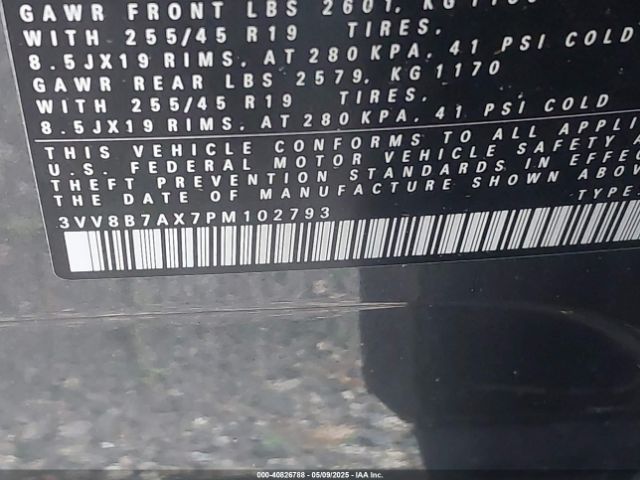 GAWR FRONT LBS 2601, KG
WITH 255/45 R19 TIRES,
8.5JX19 RIMS, AT 280 KPA, 41 PSI COLD
GAWR REAR LBS 2579, KG 1170
WITH 255/45 R19 TIRES,
8.5JX19 RIMS, AT 280KPA, 41 PSI COLD
THIS VEHICLE CONFORMS TO ALL
U.S. FEDERAL MOTOR VEHICLE SAFETY
THEFT PREVENTION STANDARDS IN
THE DATE OF MANUFACTURE SHOWN
TYPE
3VV8B7AX7PM102793
000-40826788 — 05/09/2025 — IAA Inc.